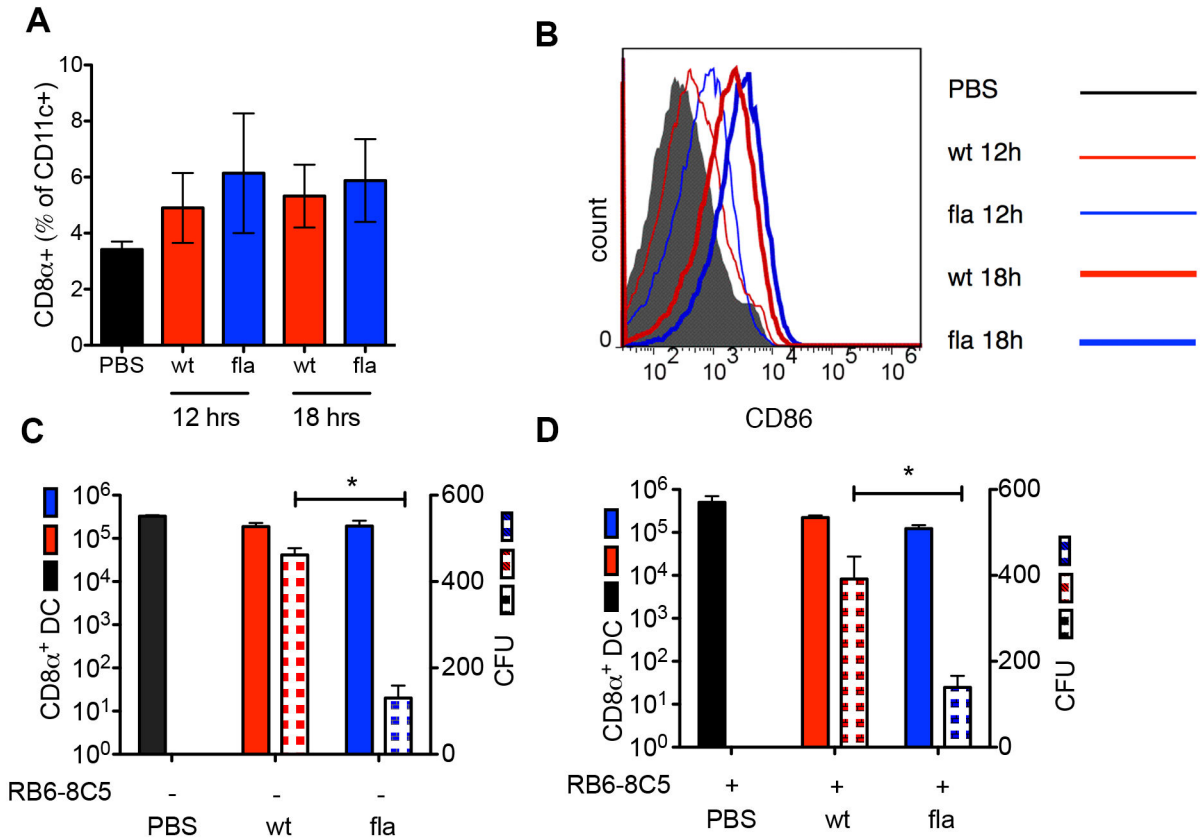 A
CD8α+ (% of CD11c+)
10
8
6
4
2
0
PBS
wt
fla
wt
fla
12 hrs
18 hrs
B
count
0
10^2
10^3
10^4
10^5
10^6
CD86
PBS
wt 12h
fla 12h
wt 18h
fla 18h
C
CD8α+ DC
10^6
10^5
10^4
10^3
10^2
10^1
10^0
*
600
400
200
0
CFU
RB6-8C5
-
-
-
PBS
wt
fla
D
CD8α+ DC
10^6
10^5
10^4
10^3
10^2
10^1
10^0
*
600
400
200
0
CFU
RB6-8C5
+
+
+
PBS
wt
fla